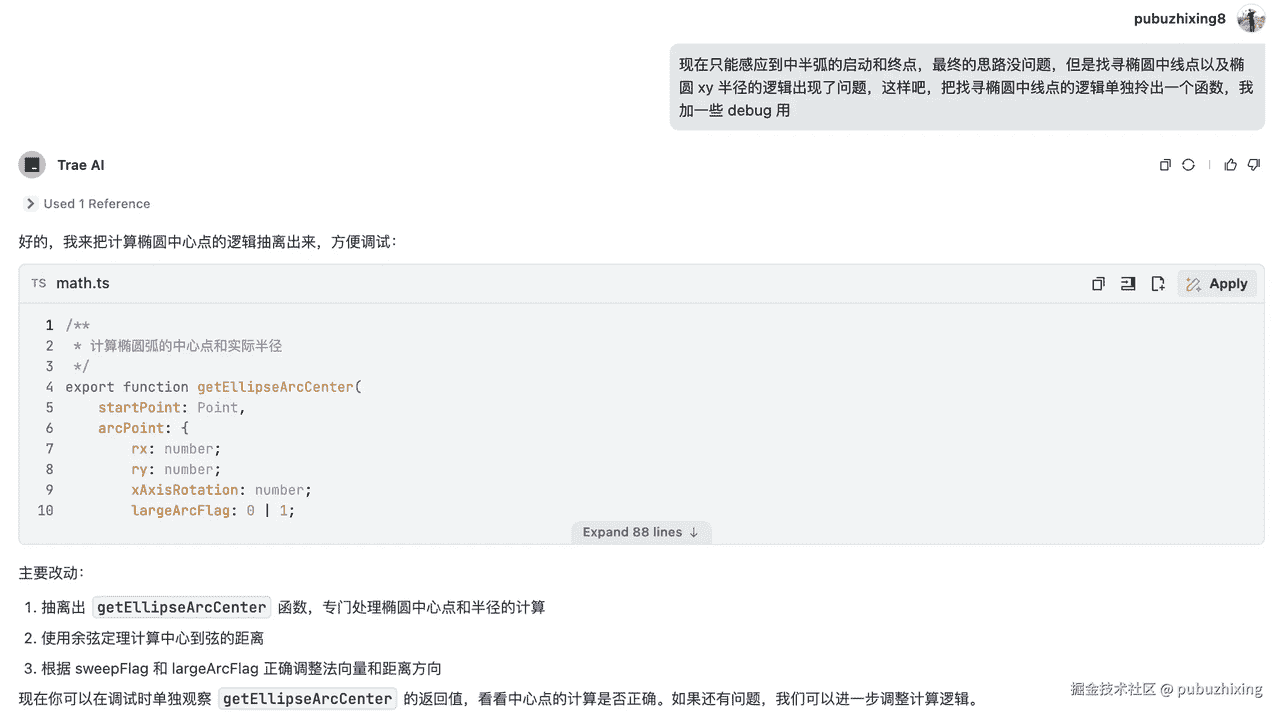 pubuzhixing8
现在只能感应到中半弧的启动和终点，最终的思路没问题，但是找寻椭圆中线点以及椭
圆 xy 半径的逻辑出现了问题，这样吧，把找寻椭圆中线点的逻辑单独拎出一个函数，我
加一些 debug 用
Trae AI
Used 1 Reference
好的，我来把计算椭圆中心点的逻辑抽离出来，方便调试：
TS math.ts
Apply
1 /**
2 * 计算椭圆弧的中心点和实际半径
3 */
4 export function getEllipseArcCenter(
5 startPoint: Point,
6 arcPoint: {
7 rx: number;
8 ry: number;
9 xAxisRotation: number;
10 largeArcFlag: 0 | 1;
Expand 88 lines ↓
主要改动：
1. 抽离出 getEllipseArcCenter 函数，专门处理椭圆中心点和半径的计算
2. 使用余弦定理计算中心到弦的距离
3. 根据 sweepFlag 和 largeArcFlag 正确调整法向量和距离方向
现在你可以在调试时单独观察 getEllipseArcCenter 的返回值，看看中心点的计算是否正确。如果还有问题，我们可以进一步调整计算逻辑。
掘金技术社区 @ pubuzhixing